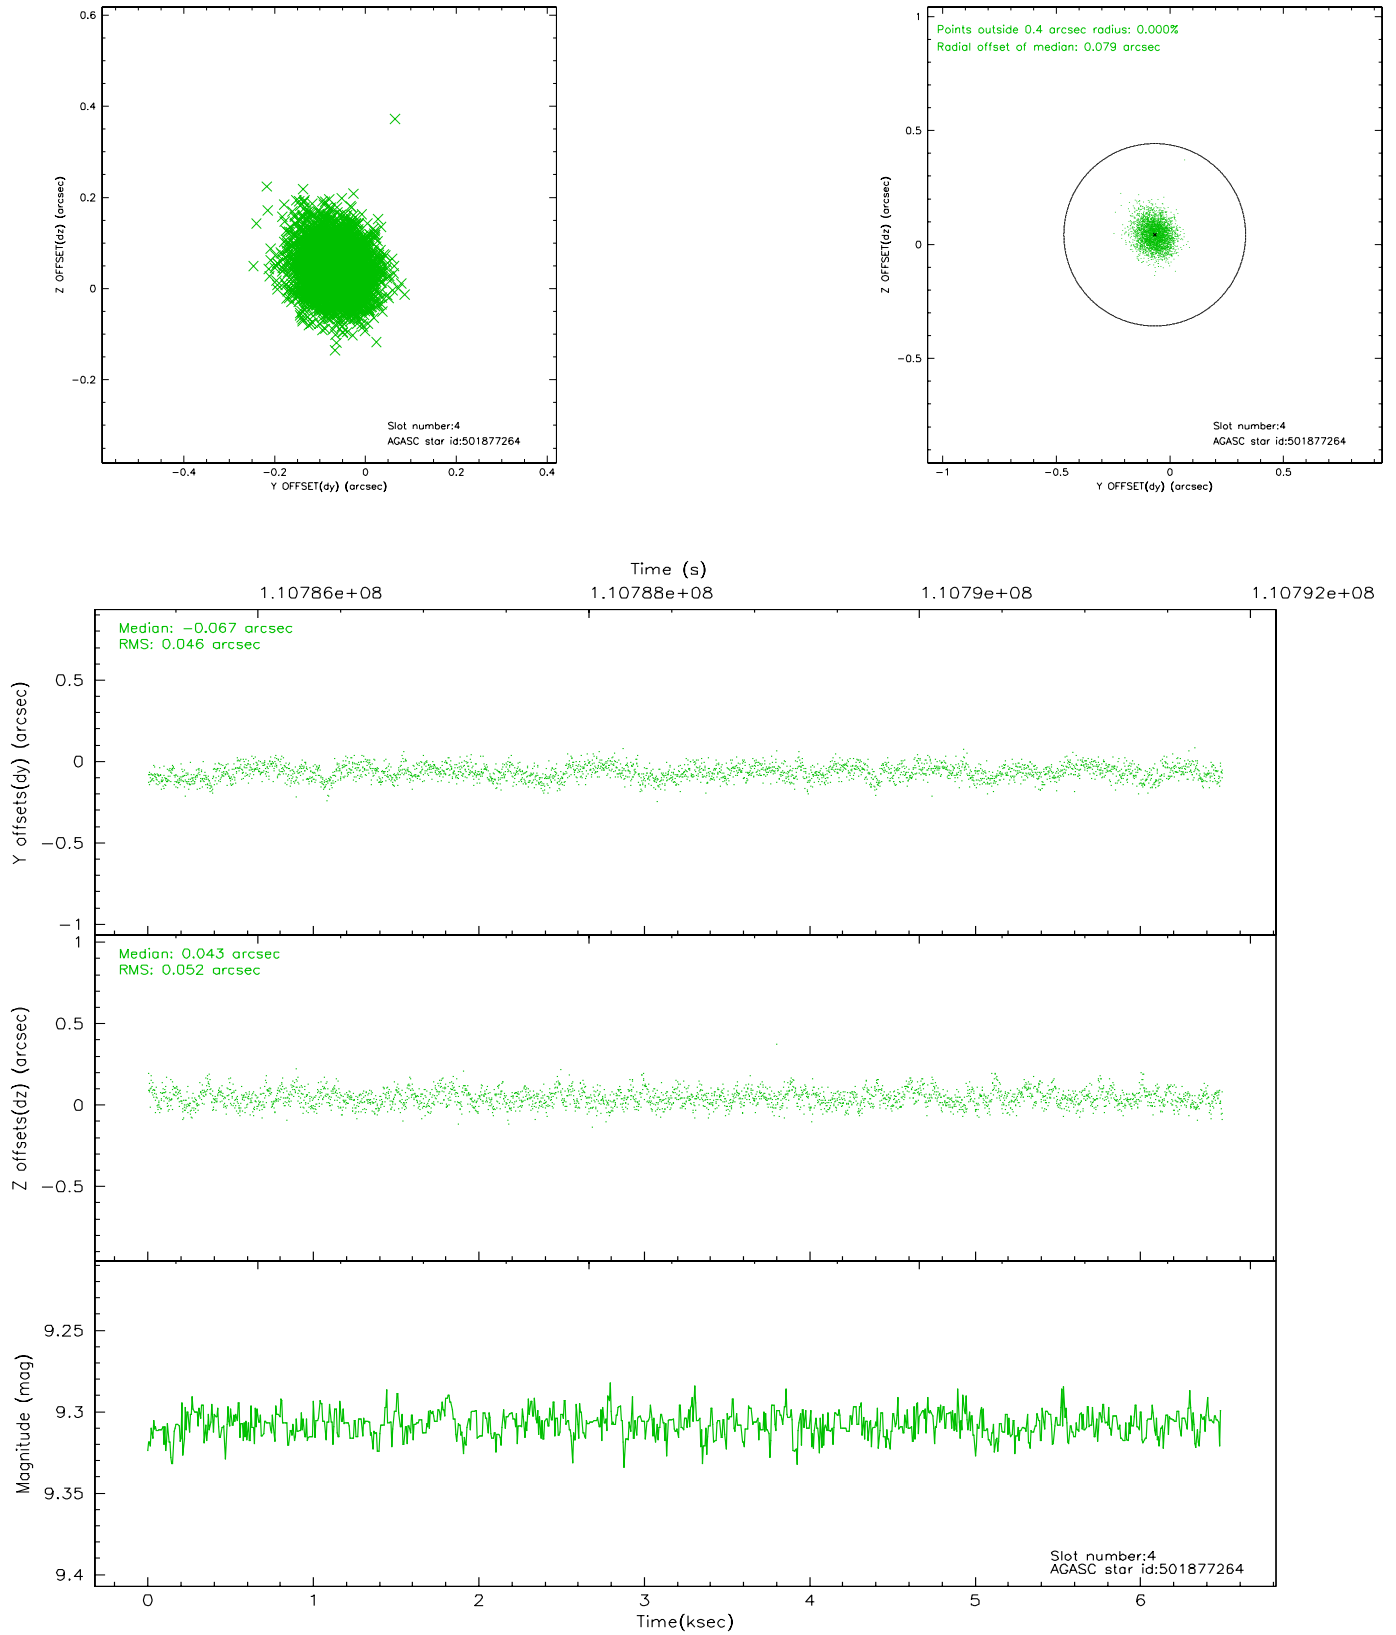 0.6
0.4
0.2
0
−0.2
Z OFFSET(dz) (arcsec)
Slot number:4
AGASC star id:501877264
−0.4 −0.2 0 0.2 0.4
Y OFFSET(dy) (arcsec)
Points outside 0.4 arcsec radius: 0.000%
Radial offset of median: 0.079 arcsec
1
0.5
0
−0.5
−1
Z OFFSET(dz) (arcsec)
Slot number:4
AGASC star id:501877264
−1 −0.5 0 0.5
Y OFFSET(dy) (arcsec)
Time (s)
1.10786e+08 1.10788e+08 1.1079e+08 1.10792e+08
Median: −0.067 arcsec
RMS: 0.046 arcsec
0.5
0
−0.5
−1
Y offsets(dy) (arcsec)
Median: 0.043 arcsec
RMS: 0.052 arcsec
1
0.5
0
−0.5
Z offsets(dz) (arcsec)
9.25
9.3
9.35
9.4
Magnitude (mag)
Slot number:4
AGASC star id:501877264
0 1 2 3 4 5 6
Time(ksec)